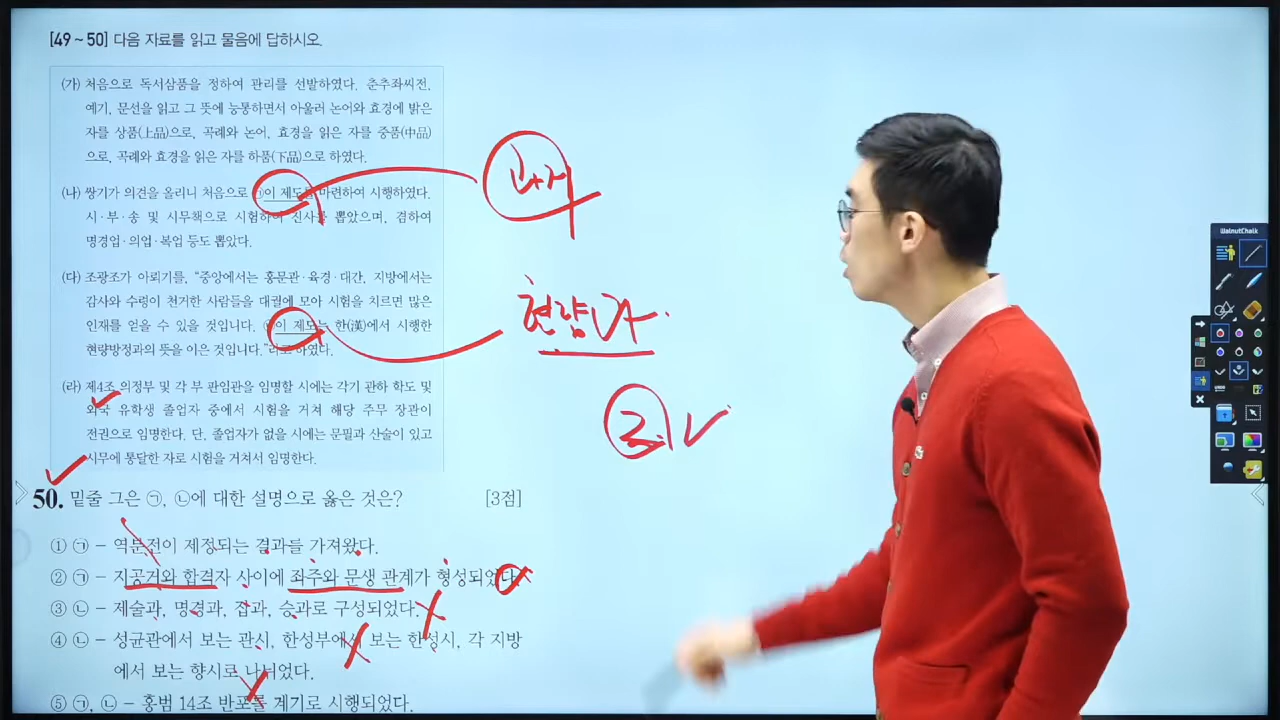 [49~50] 다음 자료를 읽고 물음에 답하시오.
(가) 처음으로 독서삼품을 정하여 관리를 선발하였다. 춘추좌씨전,
예기, 문선을 읽고 그 뜻에 능통하면서 아울러 논어와 효경에 밝은
자를 상품(上品)으로, 곡례와 논어, 효경을 읽은 자를 중품(中品)
으로, 곡례와 효경을 읽은 자를 하품(下品)으로 하였다.
과거
(나) 쌍기가 의견을 올리니 처음으로 ㉠이 제도를 마련하여 시행하였다.
시·부·송 및 시무책으로 시험하여 진사를 뽑았으며, 겸하여
명경업·의업·복업 등도 뽑았다.
(다) 조광조가 아뢰기를, "중앙에서는 홍문관·육경·대간, 지방에서는
감사와 수령이 천거한 사람들을 대궐에 모아 시험을 치르면 많은
인재를 얻을 수 있을 것입니다. ㉡이 제도는 한(漢)에서 시행한
현량방정과의 뜻을 이은 것입니다."라고 하였다.
현량과.
(라) 제4조 의정부 및 각 부 판임관을 임명할 시에는 각기 관하 학도 및
외국 유학생 졸업자 중에서 시험을 거쳐 해당 주무 장관이
전권으로 임명한다. 단, 졸업자가 없을 시에는 문필과 산술이 있고
시무에 통달한 자로 시험을 거쳐서 임명한다.
2
50. 밑줄 그은 ㉠, ㉡에 대한 설명으로 옳은 것은? [3점]
① ㉠ – 역분전이 제정되는 결과를 가져왔다.
② ㉠ – 지공거와 합격자 사이에 좌주와 문생 관계가 형성되었다.
③ ㉡ – 제술과, 명경과, 잡과, 승과로 구성되었다.
④ ㉡ – 성균관에서 보는 관시, 한성부에서 보는 한성시, 각 지방
에서 보는 향시로 나뉘었다.
⑤ ㉠, ㉡ – 홍범 14조 반포를 계기로 시행되었다.
WalnutChalk